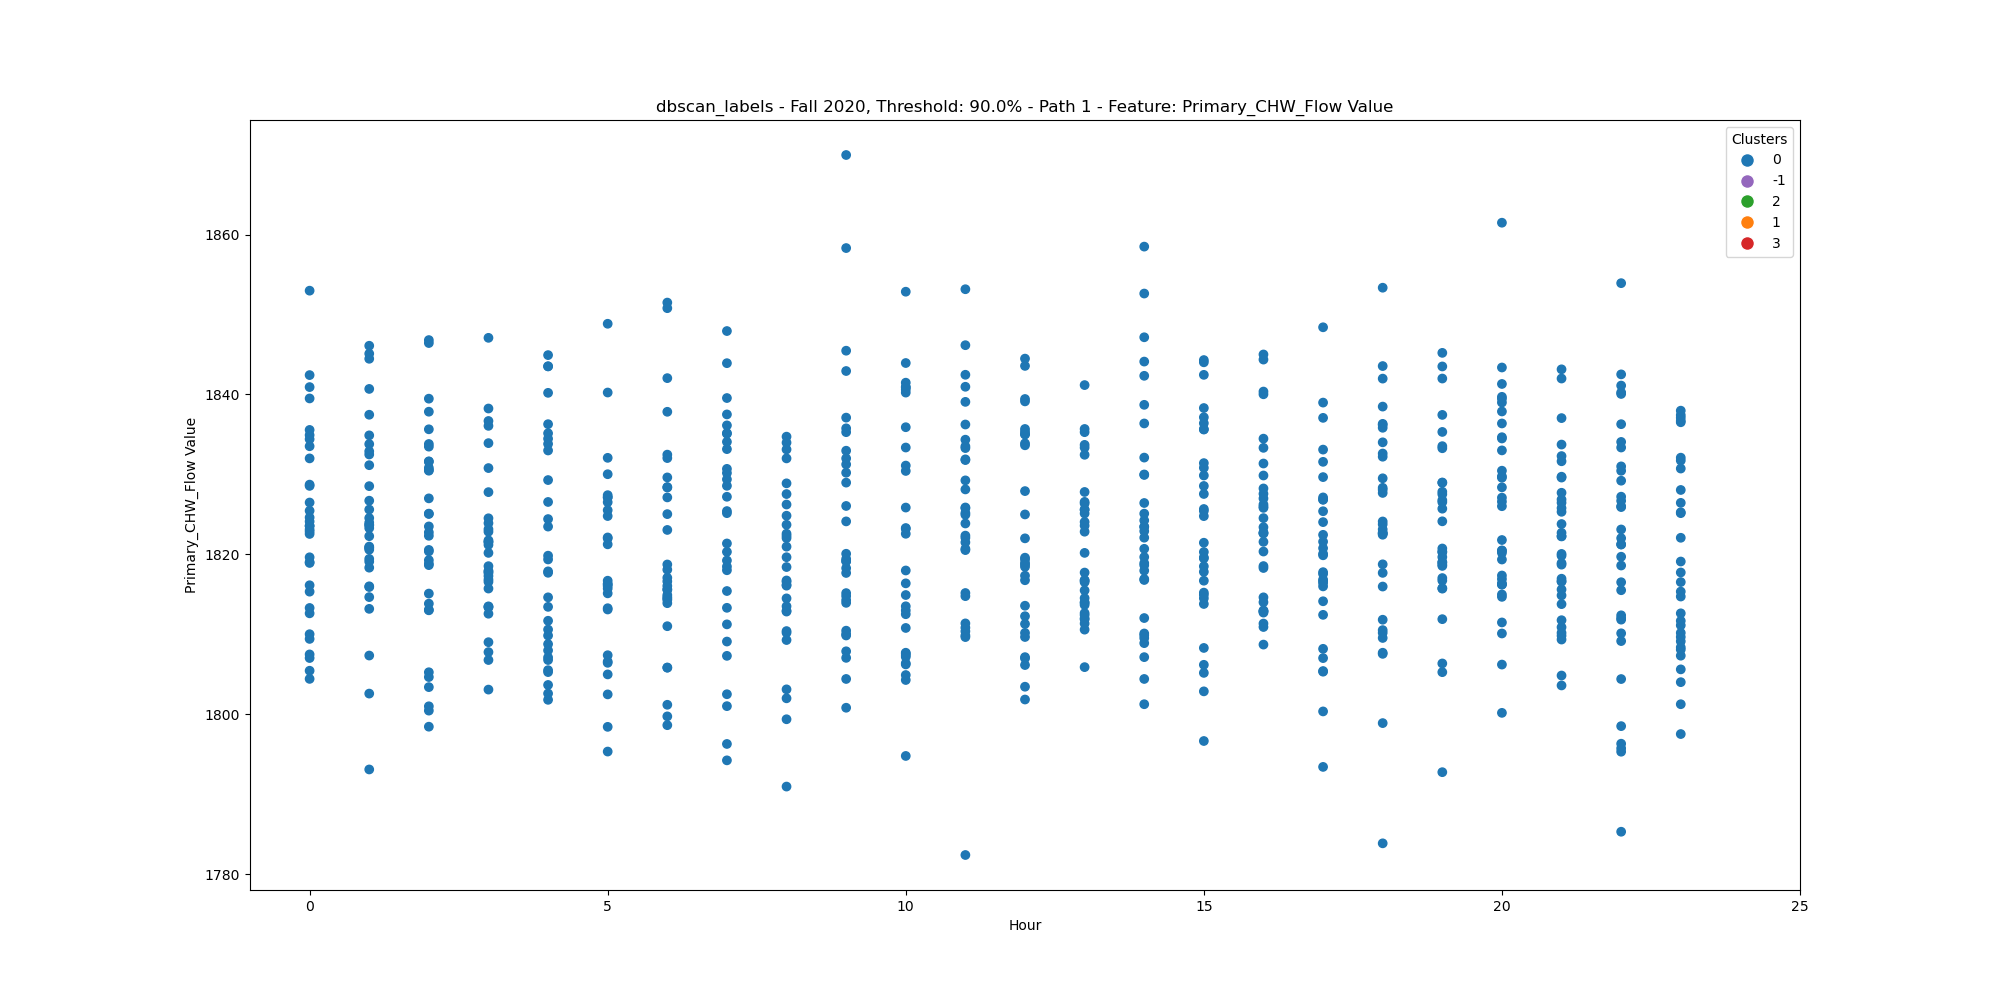 dbscan_labels - Fall 2020, Threshold: 90.0% - Path 1 - Feature: Primary_CHW_Flow Value
Clusters
0
-1
2
1
3
Primary_CHW_Flow Value
1860
1840
1820
1800
1780
0 5 10 15 20 25
Hour